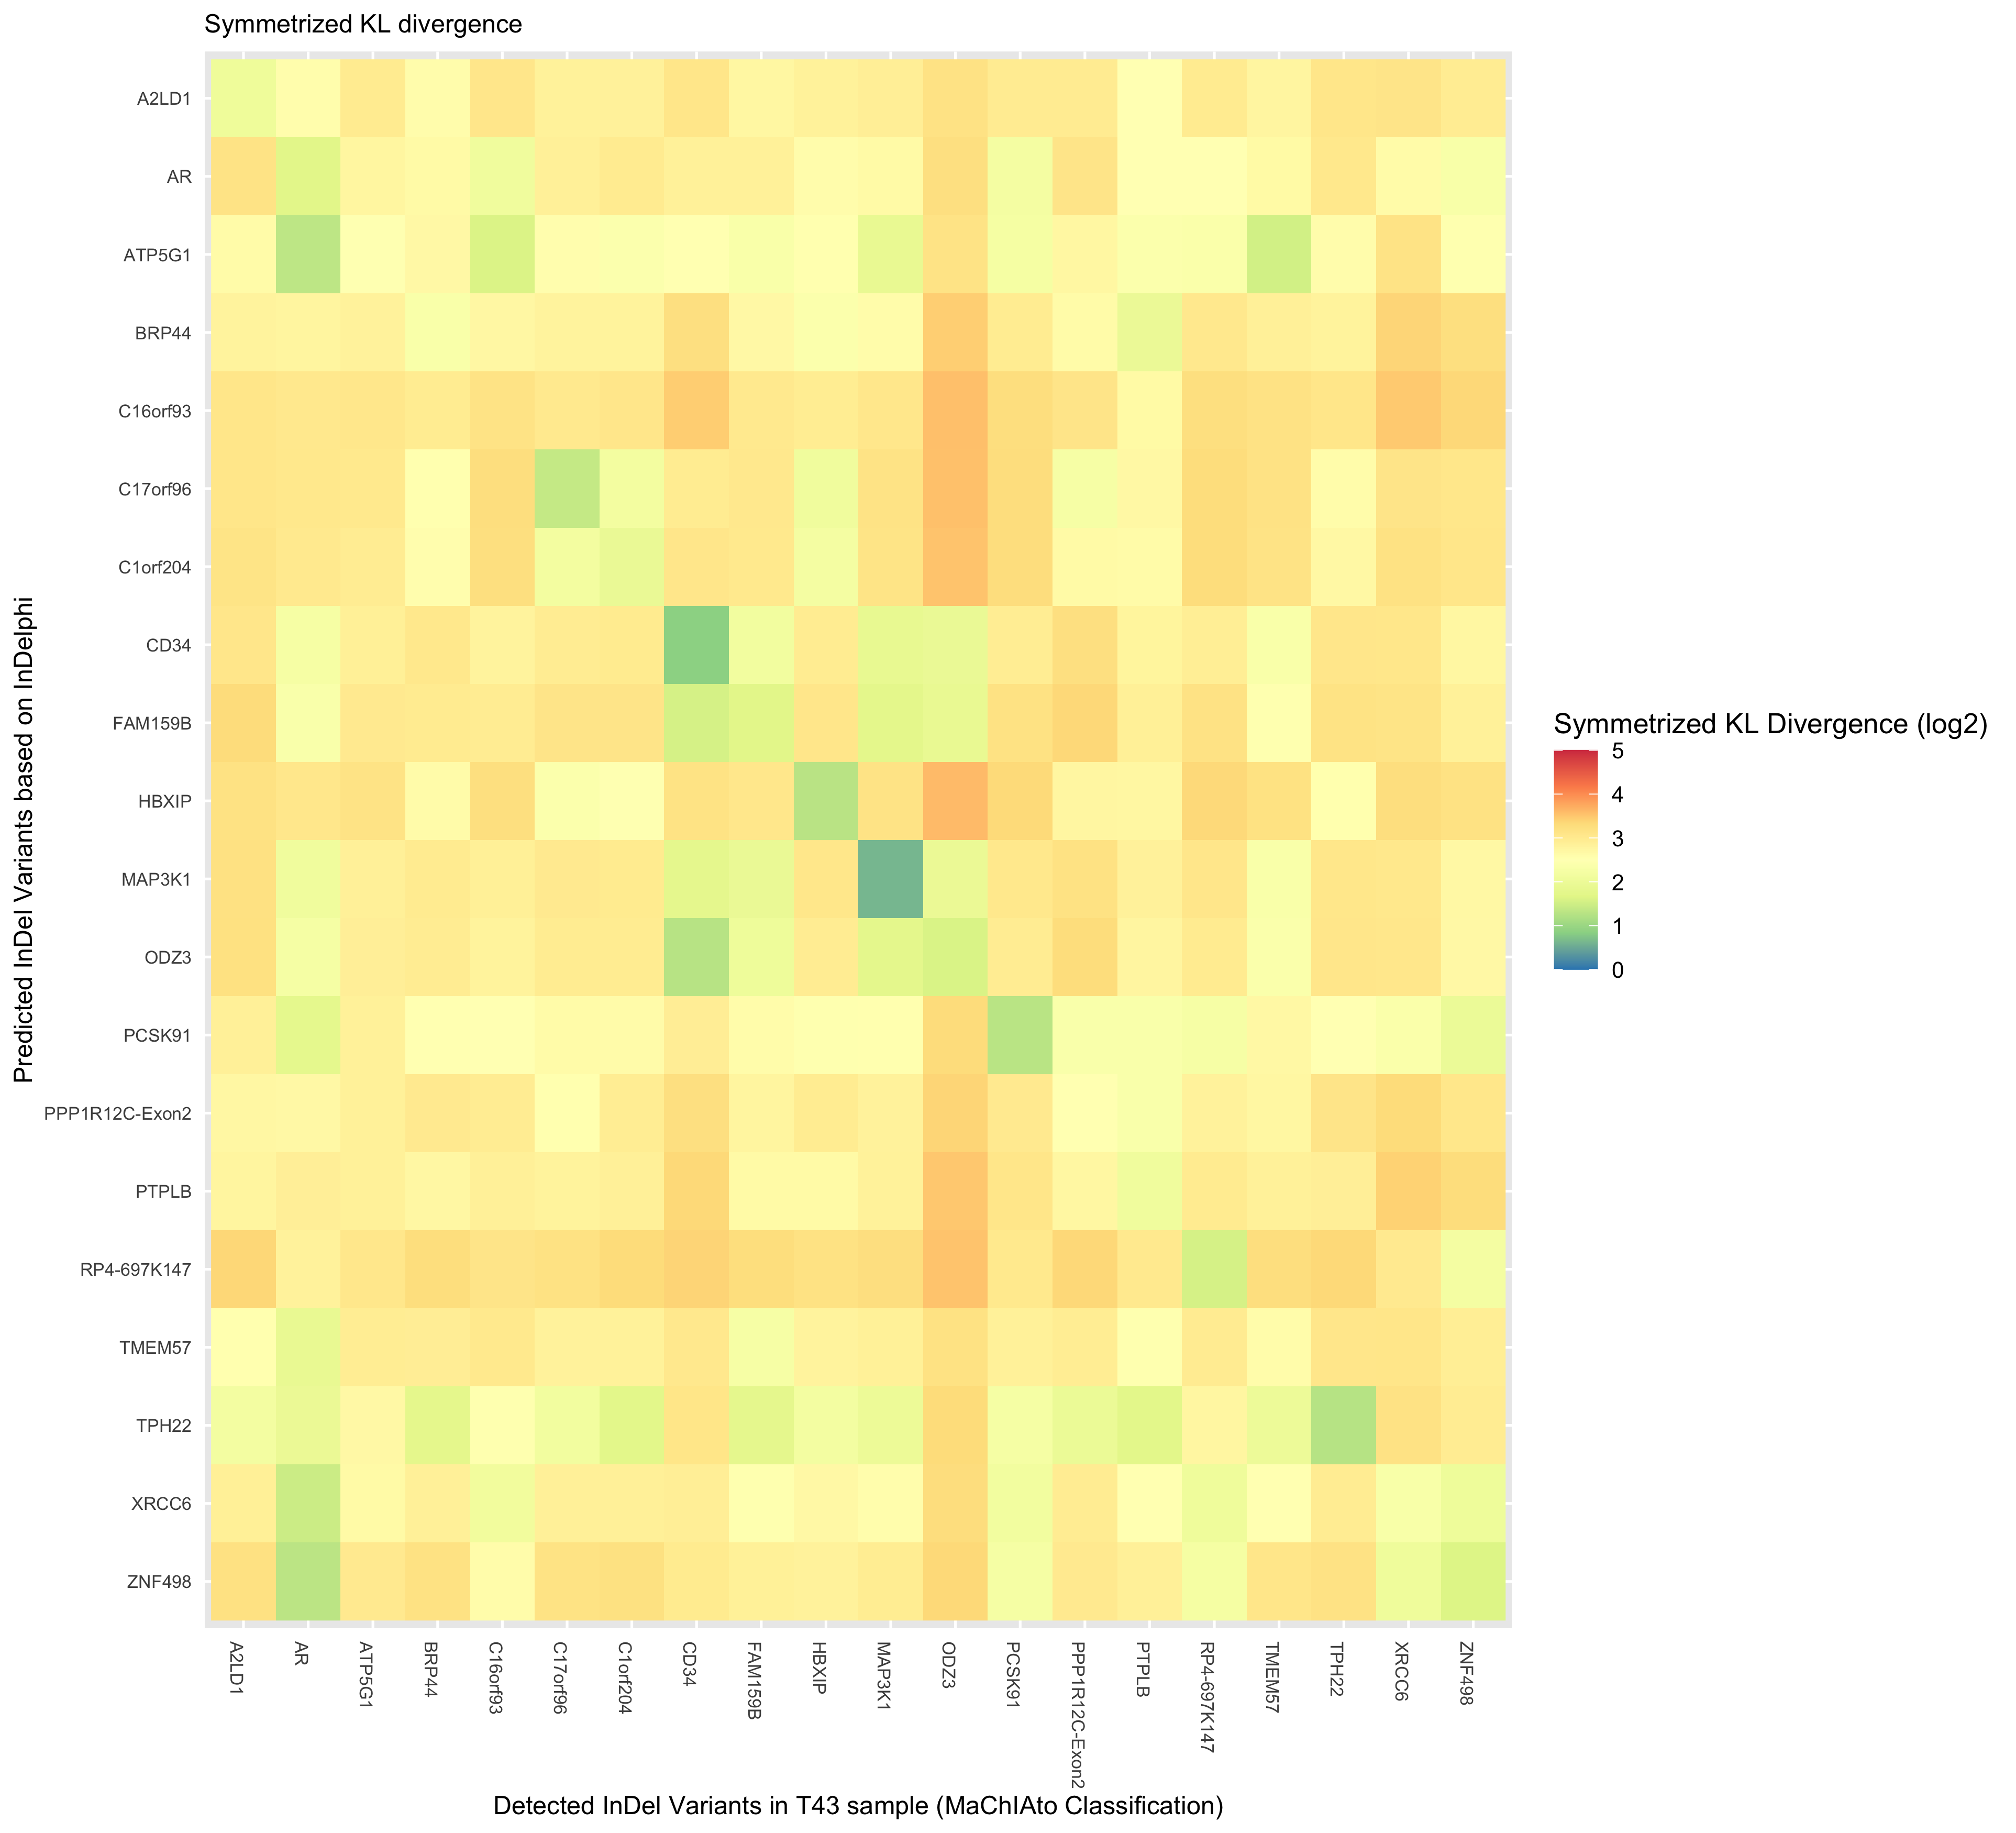 Symmetrized KL divergence
A2LD1
AR
ATP5G1
BRP44
C16orf93
C17orf96
C1orf204
CD34
FAM159B
HBXIP
MAP3K1
ODZ3
PCSK91
PPP1R12C-Exon2
PTPLB
RP4-697K147
TMEM57
TPH22
XRCC6
ZNF498
Predicted InDel Variants based on InDelphi
A2LD1
AR
ATP5G1
BRP44
C16orf93
C17orf96
C1orf204
CD34
FAM159B
HBXIP
MAP3K1
ODZ3
PCSK91
PPP1R12C-Exon2
PTPLB
RP4-697K147
TMEM57
TPH22
XRCC6
ZNF498
Detected InDel Variants in T43 sample (MaChIAto Classification)
Symmetrized KL Divergence (log2)
5
4
3
2
1
0